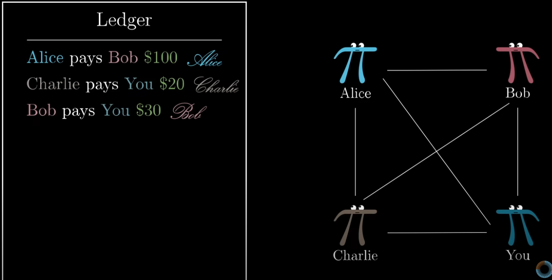 Ledger
Alice pays Bob $100 Alice
Charlie pays You $20 Charlie
Bob pays You $30 Bob
Alice
Bob
Charlie
You